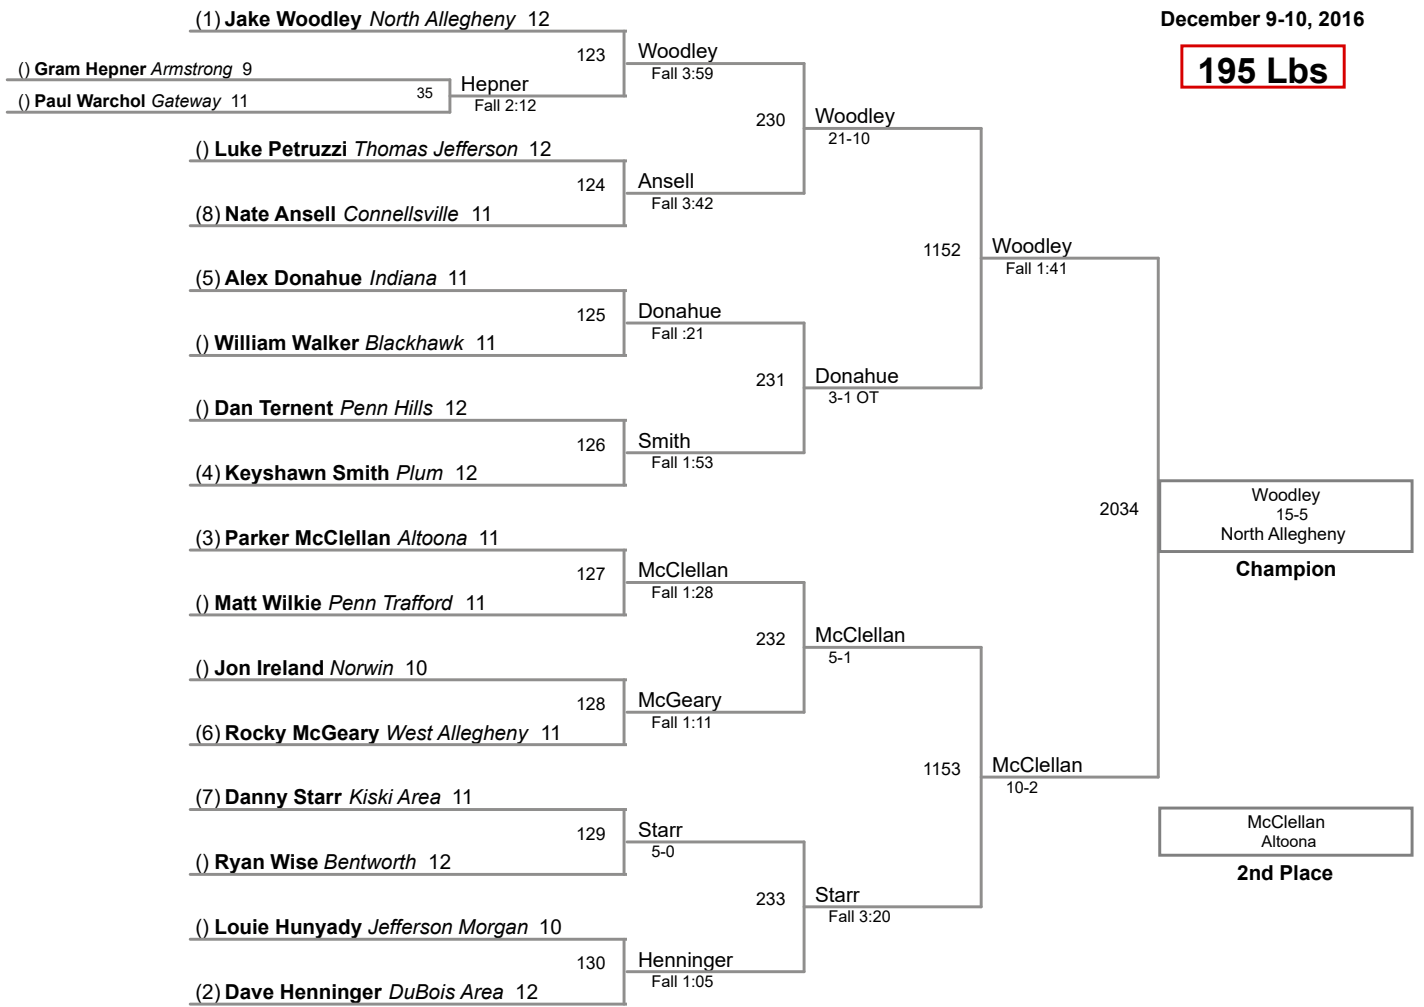 December 9-10, 2016
195 Lbs
(1) Jake Woodley North Allegheny 12
123
Woodley
Fall 3:59
() Gram Hepner Armstrong 9
35
Hepner
Fall 2:12
() Paul Warchol Gateway 11
230
Woodley
21-10
() Luke Petruzzi Thomas Jefferson 12
124
Ansell
Fall 3:42
(8) Nate Ansell Connellsville 11
1152
Woodley
Fall 1:41
(5) Alex Donahue Indiana 11
125
Donahue
Fall :21
() William Walker Blackhawk 11
231
Donahue
3-1 OT
() Dan Ternent Penn Hills 12
126
Smith
Fall 1:53
(4) Keyshawn Smith Plum 12
2034
Woodley
15-5
North Allegheny
Champion
(3) Parker McClellan Altoona 11
127
McClellan
Fall 1:28
() Matt Wilkie Penn Trafford 11
232
McClellan
5-1
() Jon Ireland Norwin 10
128
McGeary
Fall 1:11
(6) Rocky McGeary West Allegheny 11
1153
McClellan
10-2
(7) Danny Starr Kiski Area 11
129
Starr
5-0
() Ryan Wise Bentworth 12
McClellan
Altoona
2nd Place
233
Starr
Fall 3:20
() Louie Hunyady Jefferson Morgan 10
130
Henninger
Fall 1:05
(2) Dave Henninger DuBois Area 12